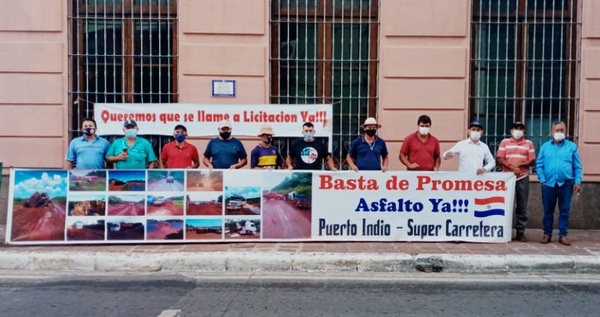 Queremos que se llame a Licitacion Ya!!!
Basta de Promesa
Asfalto Ya!!!
Puerto Indio - Super Carretera